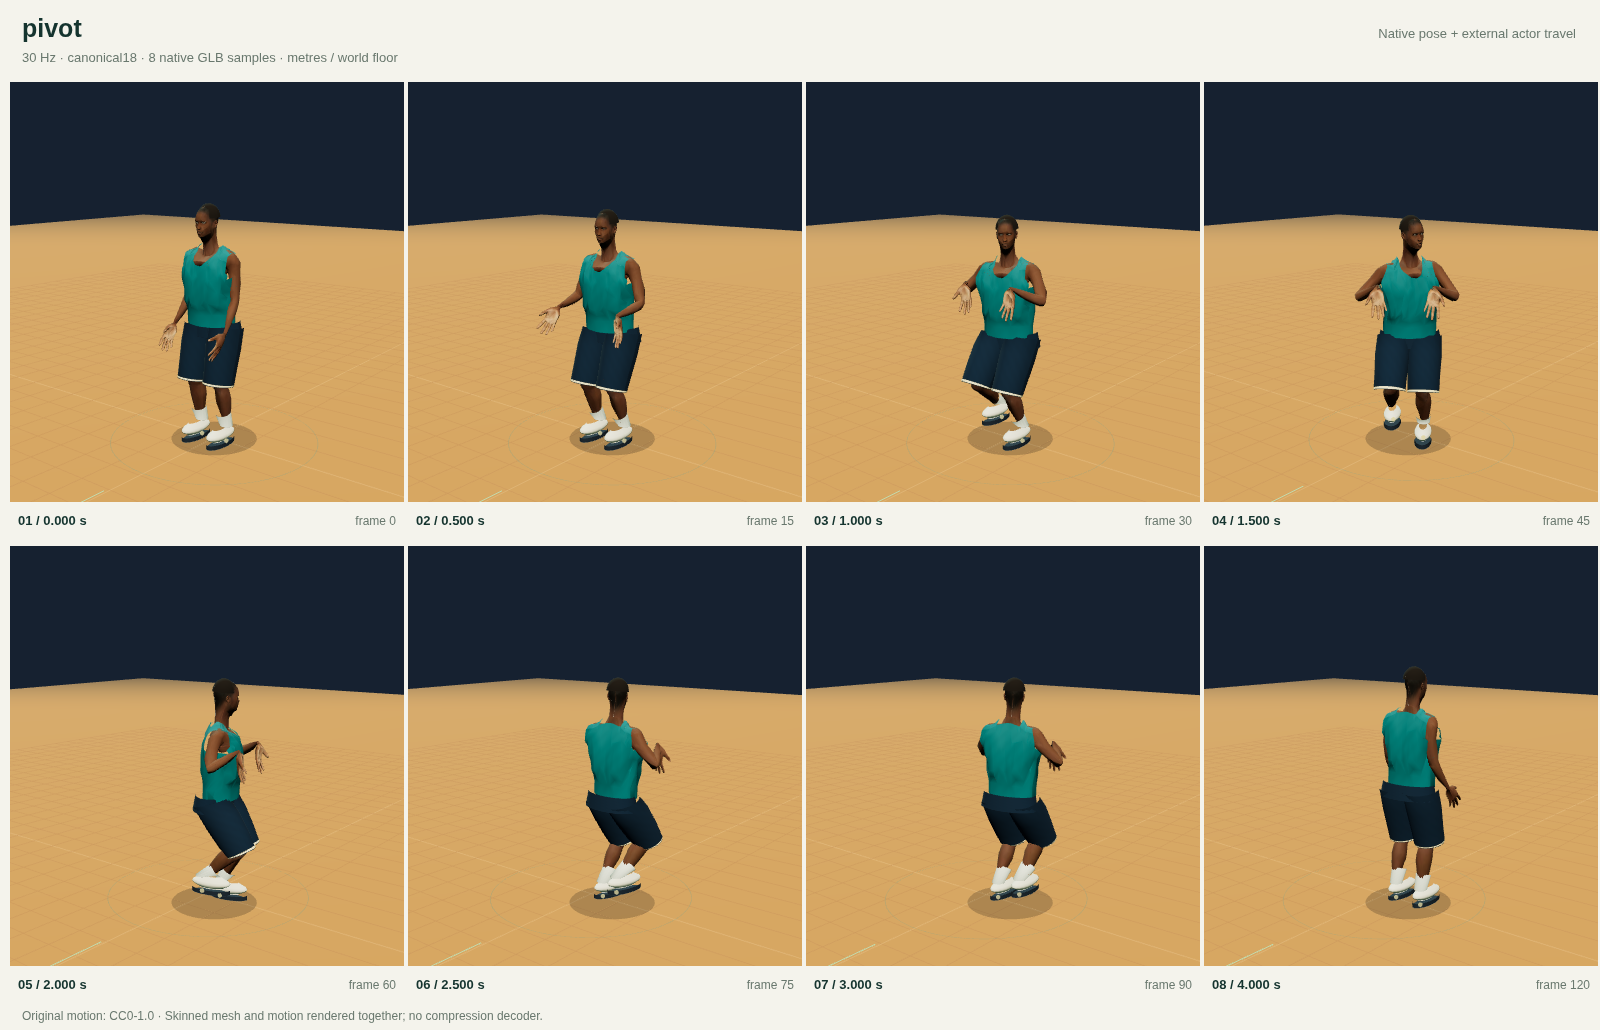 pivot
30 Hz · canonical18 · 8 native GLB samples · metres / world floor
Native pose + external actor travel
01 / 0.000 s
frame 0
02 / 0.500 s
frame 15
03 / 1.000 s
frame 30
04 / 1.500 s
frame 45
05 / 2.000 s
frame 60
06 / 2.500 s
frame 75
07 / 3.000 s
frame 90
08 / 4.000 s
frame 120
Original motion: CC0-1.0 · Skinned mesh and motion rendered together; no compression decoder.